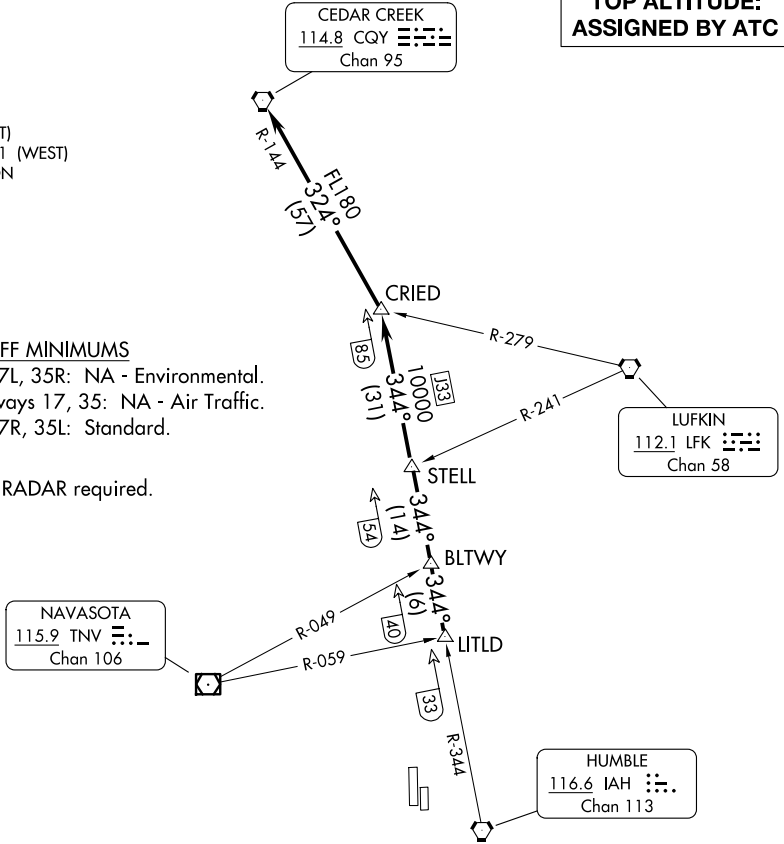 CEDAR CREEK
114.8 CQY
Chan 95
TOP ALTITUDE:
ASSIGNED BY ATC
T)
1 (WEST)
ON
R-144
FL180
324°
(57)
CRIED
R-279
85
FF MINIMUMS
7L, 35R: NA - Environmental.
ways 17, 35: NA - Air Traffic.
7R, 35L: Standard.
RADAR required.
10000
344°
(31)
J33
R-241
LUFKIN
112.1 LFK
Chan 58
STELL
344°
(14)
54
BLTWY
344°
(6)
40
NAVASOTA
115.9 TNV
Chan 106
R-049
R-059
LITLD
33
R-344
HUMBLE
116.6 IAH
Chan 113